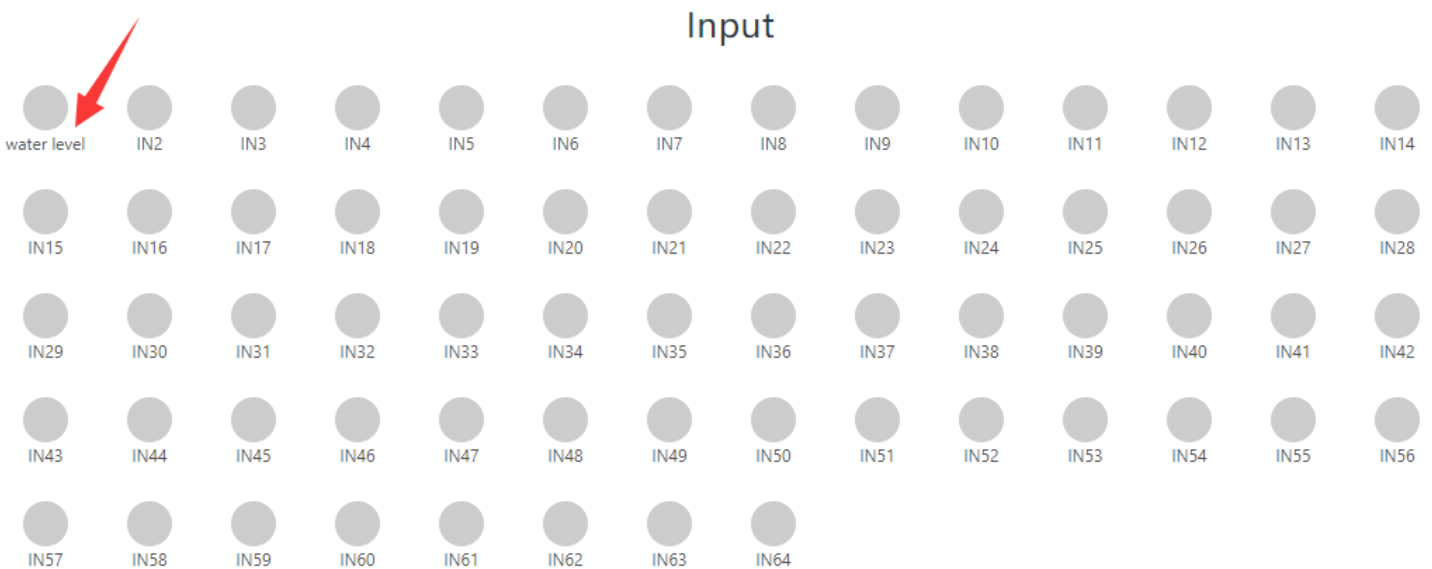 Input
water level IN2 IN3 IN4 IN5 IN6 IN7 IN8 IN9 IN10 IN11 IN12 IN13 IN14
IN15 IN16 IN17 IN18 IN19 IN20 IN21 IN22 IN23 IN24 IN25 IN26 IN27 IN28
IN29 IN30 IN31 IN32 IN33 IN34 IN35 IN36 IN37 IN38 IN39 IN40 IN41 IN42
IN43 IN44 IN45 IN46 IN47 IN48 IN49 IN50 IN51 IN52 IN53 IN54 IN55 IN56
IN57 IN58 IN59 IN60 IN61 IN62 IN63 IN64